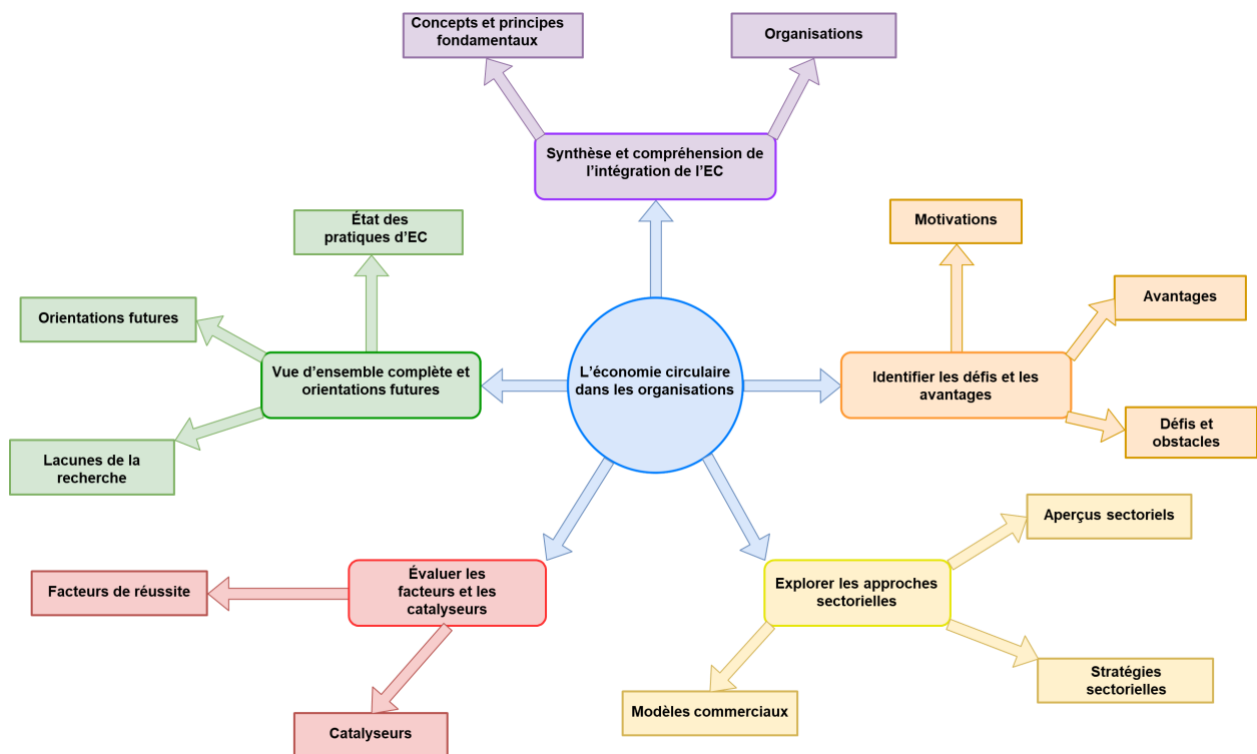 Concepts et principes
fondamentaux
Organisations
Synthèse et compréhension de
l'intégration de l'EC
État des
pratiques d'EC
Motivations
Orientations futures
Avantages
Vue d'ensemble complète et
orientations futures
L'économie circulaire
dans les organisations
Identifier les défis et les
avantages
Lacunes de la
recherche
Défis et
obstacles
Aperçus sectoriels
Facteurs de réussite
Évaluer les
facteurs et les
catalyseurs
Explorer les approches
sectorielles
Stratégies
sectorielles
Modèles commerciaux
Catalyseurs